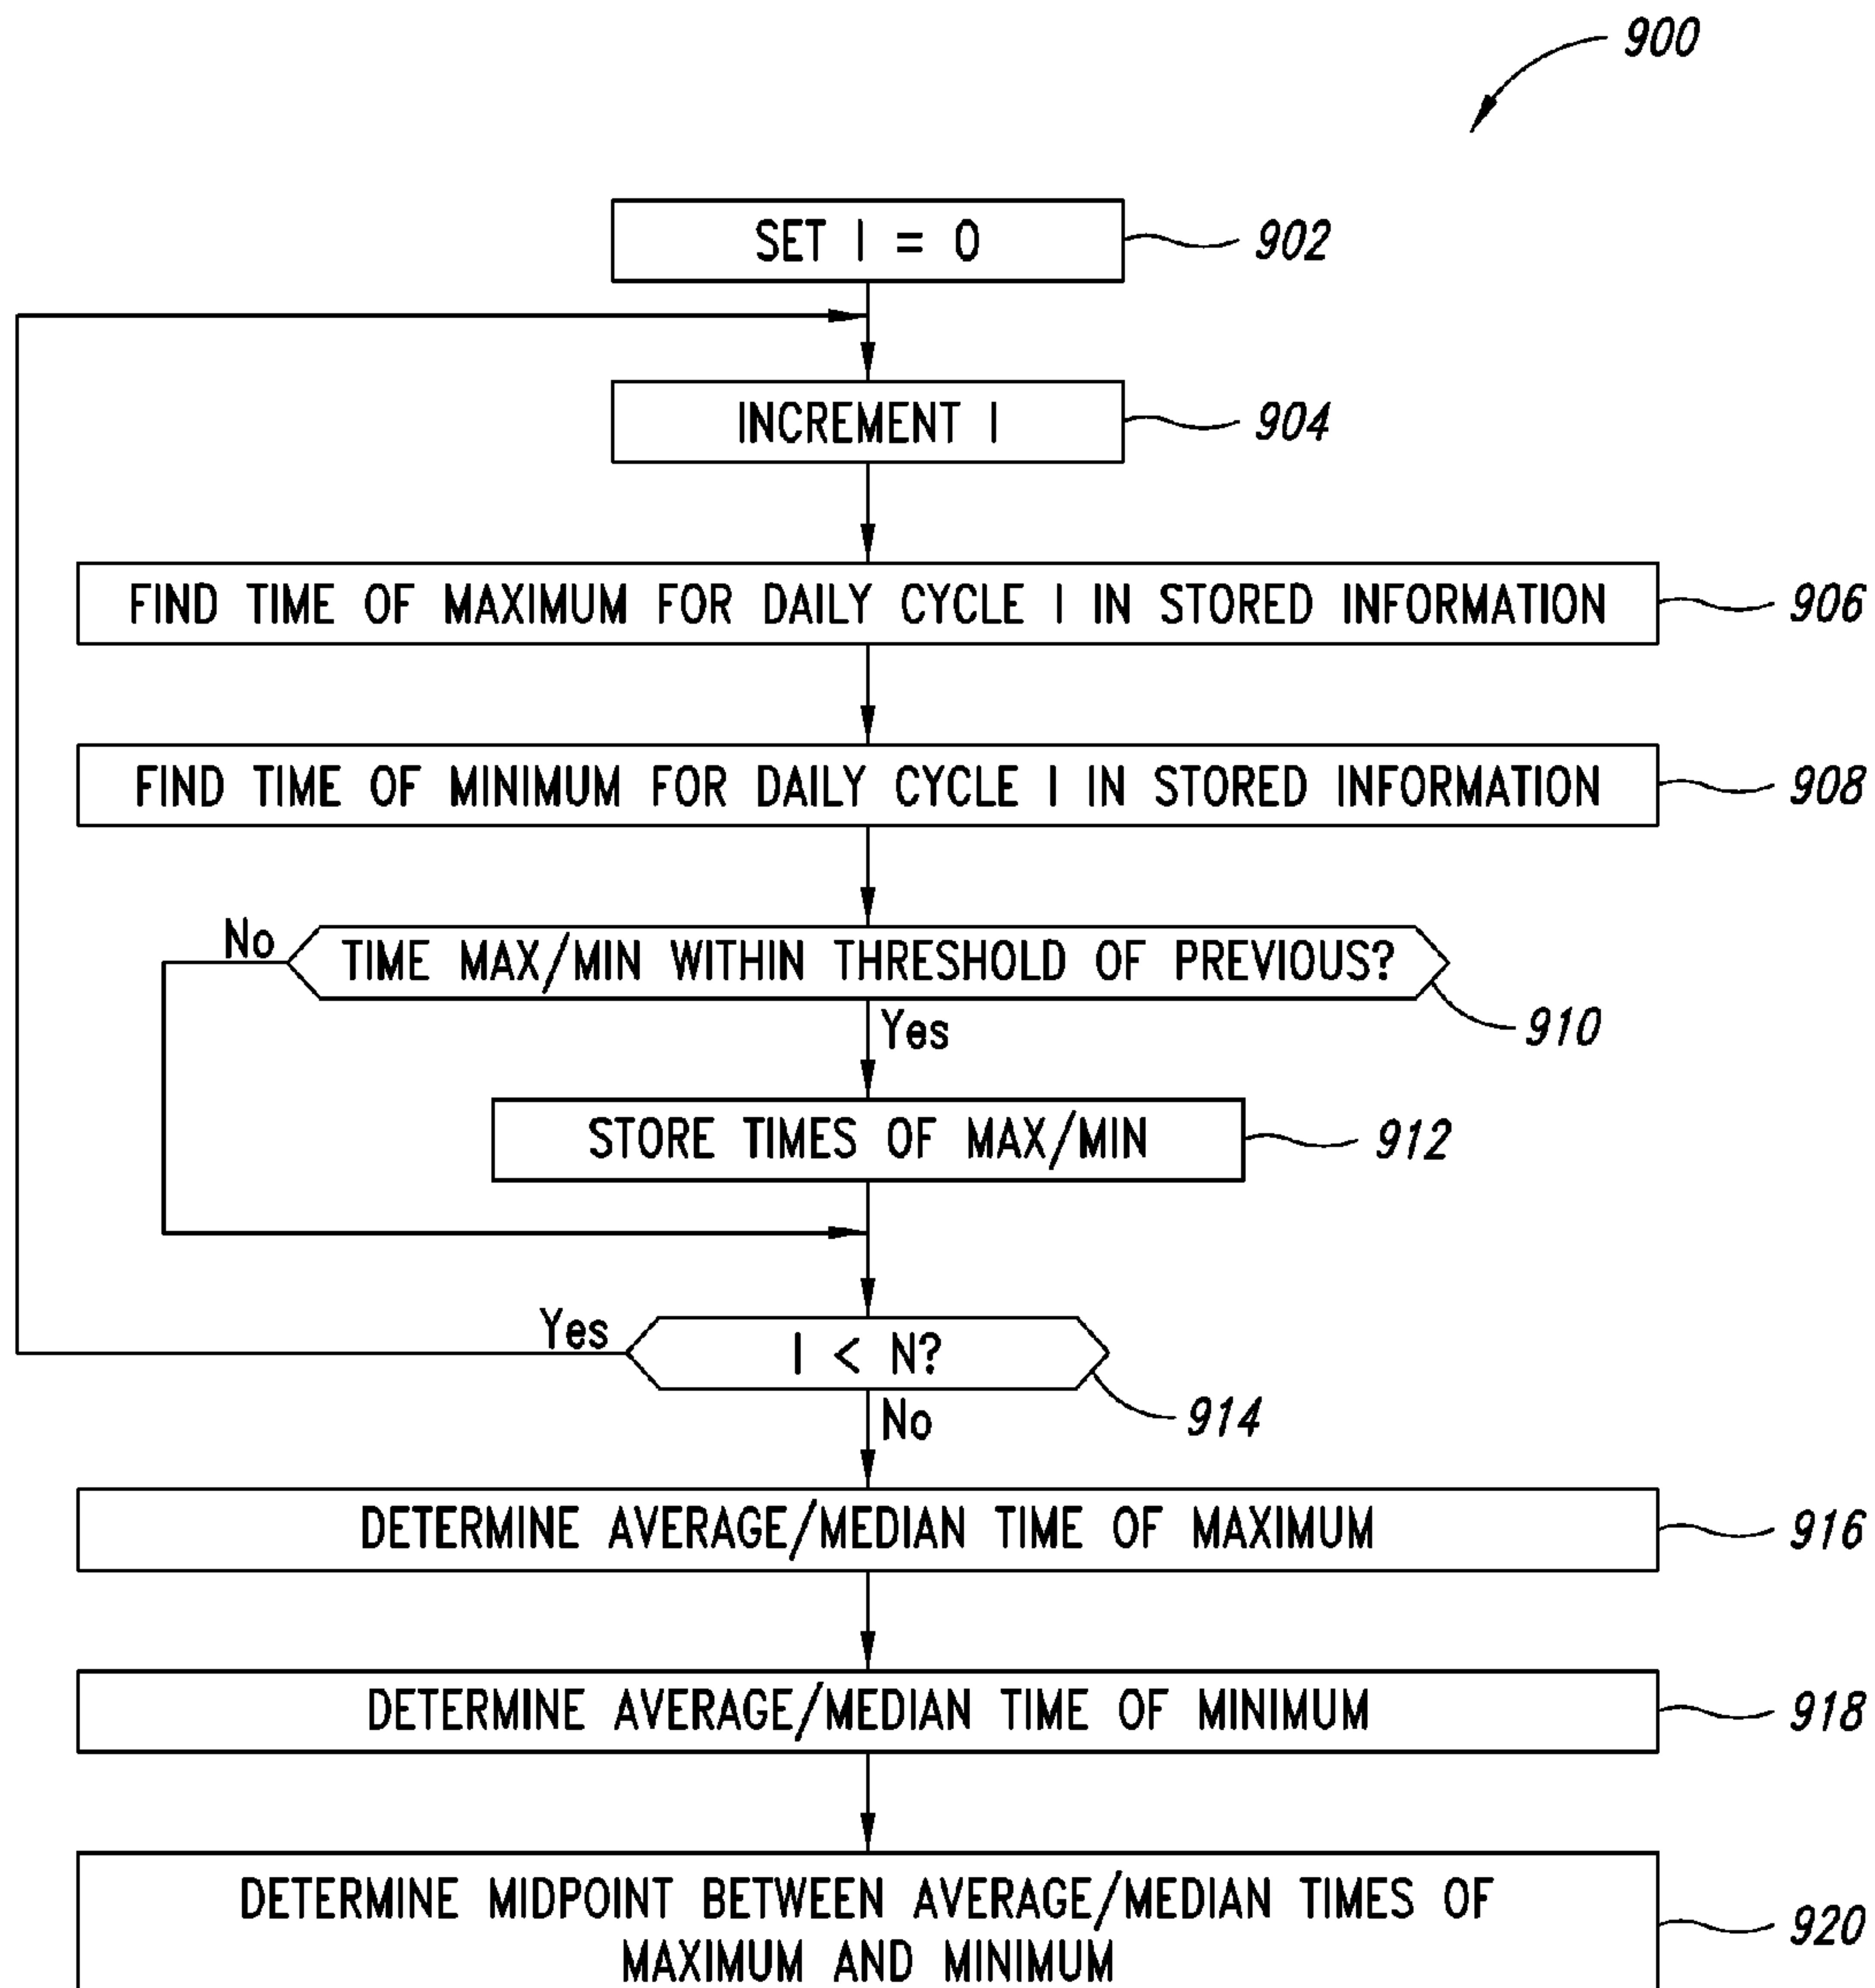 900
SET I = 0
902
INCREMENT I
904
FIND TIME OF MAXIMUM FOR DAILY CYCLE I IN STORED INFORMATION
906
FIND TIME OF MINIMUM FOR DAILY CYCLE I IN STORED INFORMATION
908
No
TIME MAX/MIN WITHIN THRESHOLD OF PREVIOUS?
910
Yes
STORE TIMES OF MAX/MIN
912
Yes
I < N?
914
No
DETERMINE AVERAGE/MEDIAN TIME OF MAXIMUM
916
DETERMINE AVERAGE/MEDIAN TIME OF MINIMUM
918
DETERMINE MIDPOINT BETWEEN AVERAGE/MEDIAN TIMES OF
MAXIMUM AND MINIMUM
920